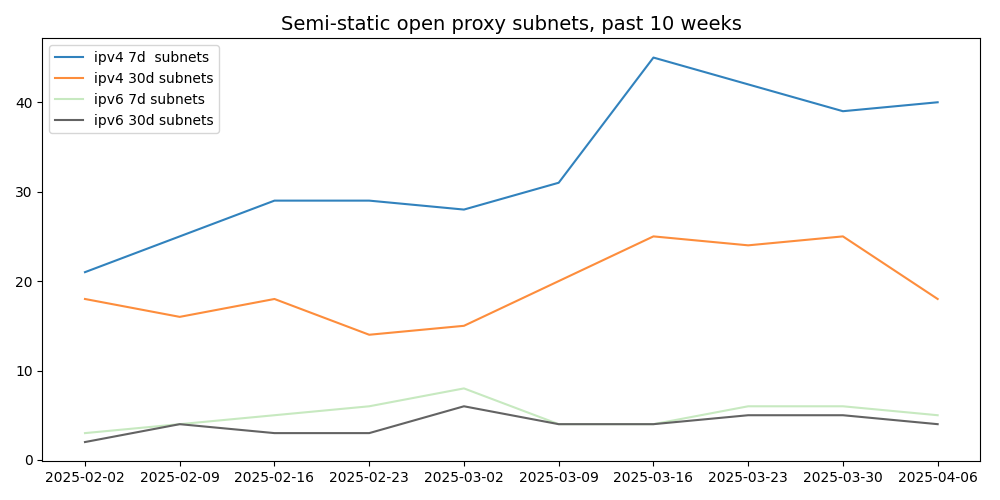 Semi-static open proxy subnets, past 10 weeks
ipv4 7d  subnets
ipv4 30d subnets
ipv6 7d subnets
ipv6 30d subnets
40
30
20
10
0
2025-02-02 2025-02-09 2025-02-16 2025-02-23 2025-03-02 2025-03-09 2025-03-16 2025-03-23 2025-03-30 2025-04-06